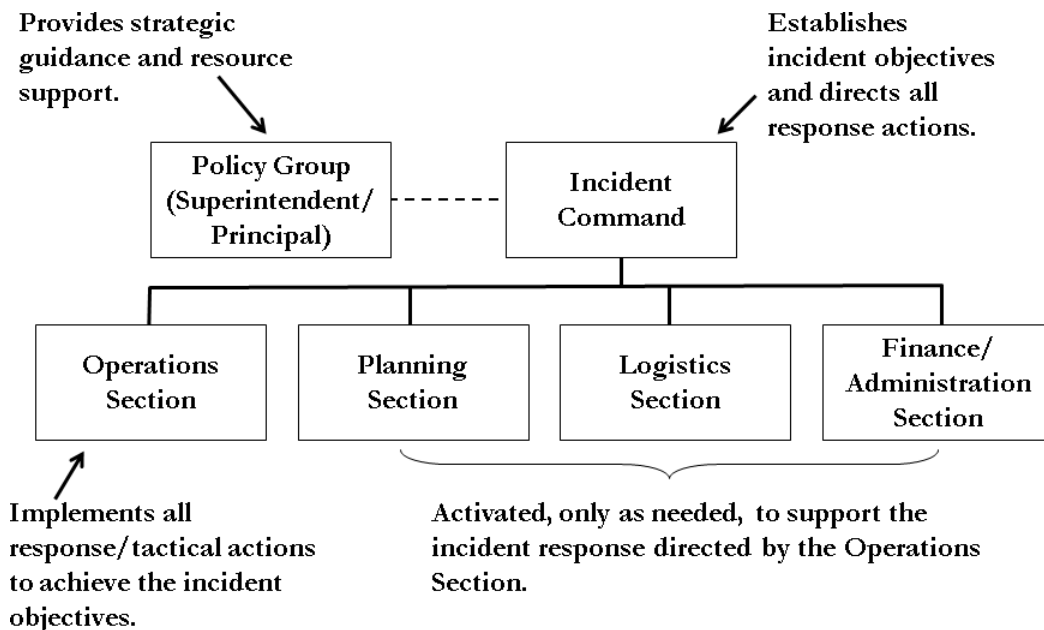 Provides strategic
guidance and resource
support.
Establishes
incident objectives
and directs all
response actions.
Policy Group
(Superintendent/
Principal)
Incident
Command
Operations
Section
Planning
Section
Logistics
Section
Finance/
Administration
Section
Implements all
response/tactical actions
to achieve the incident
objectives.
Activated, only as needed, to support the
incident response directed by the Operations
Section.